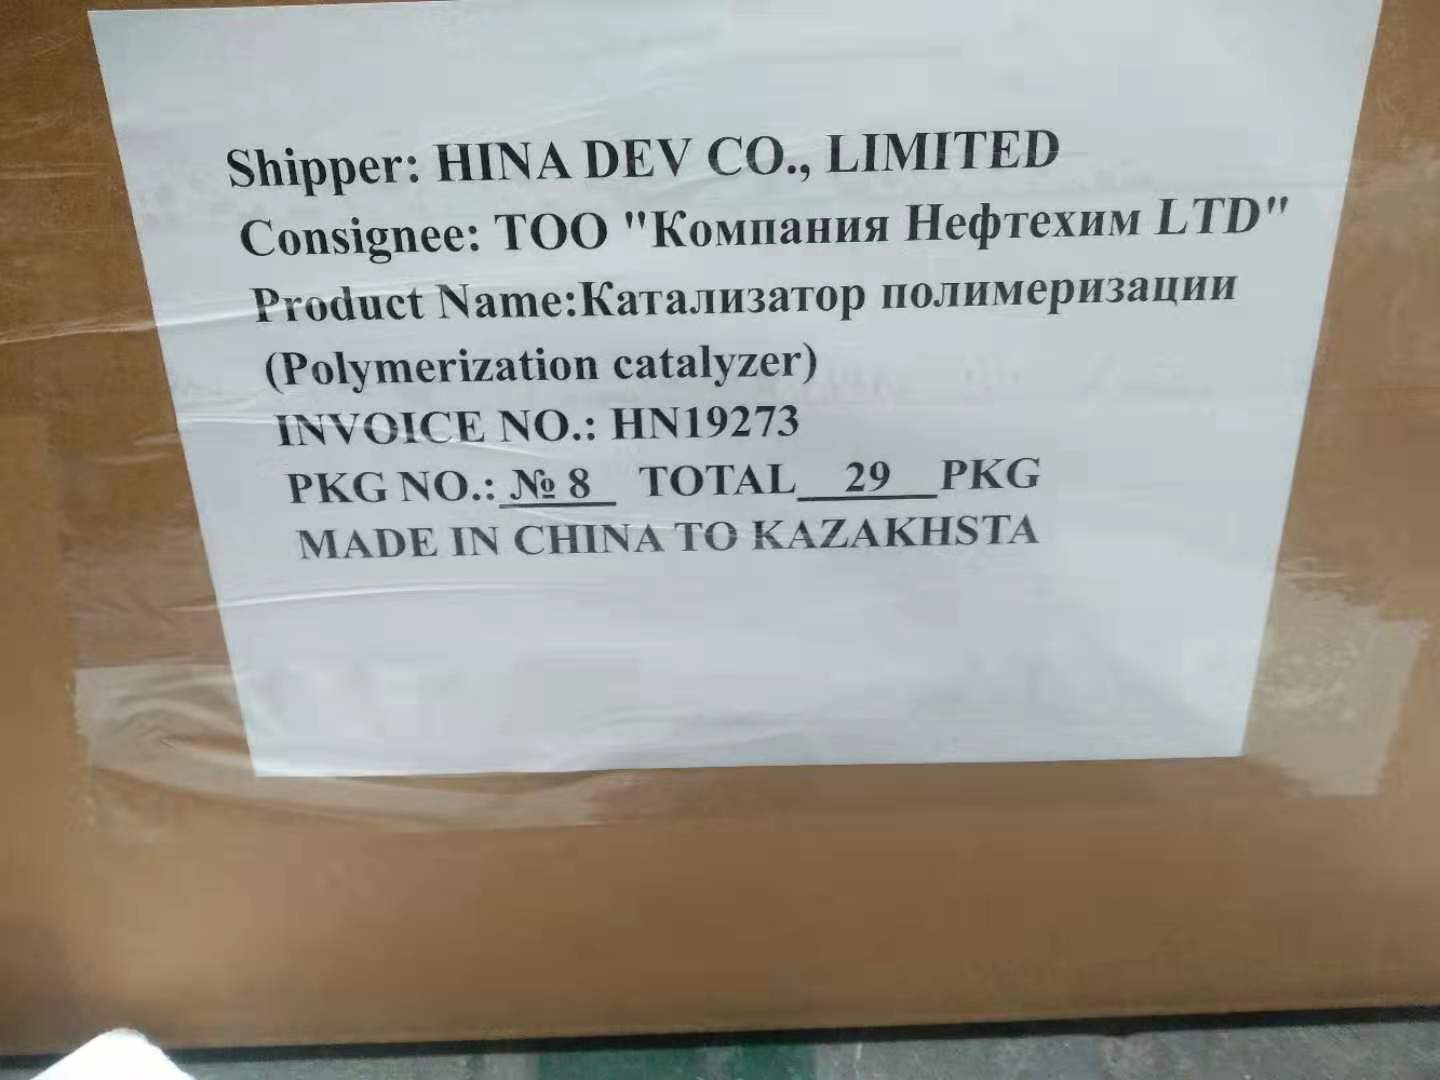 Shipper: HINA DEV CO., LIMITED
Consignee: ТОО "Компания Нефтехим LTD"
Product Name:Катализатор полимеризации
(Polymerization catalyzer)
INVOICE NO.: HN19273
PKG NO.: № 8 TOTAL 29 PKG
MADE IN CHINA TO KAZAKHSTA